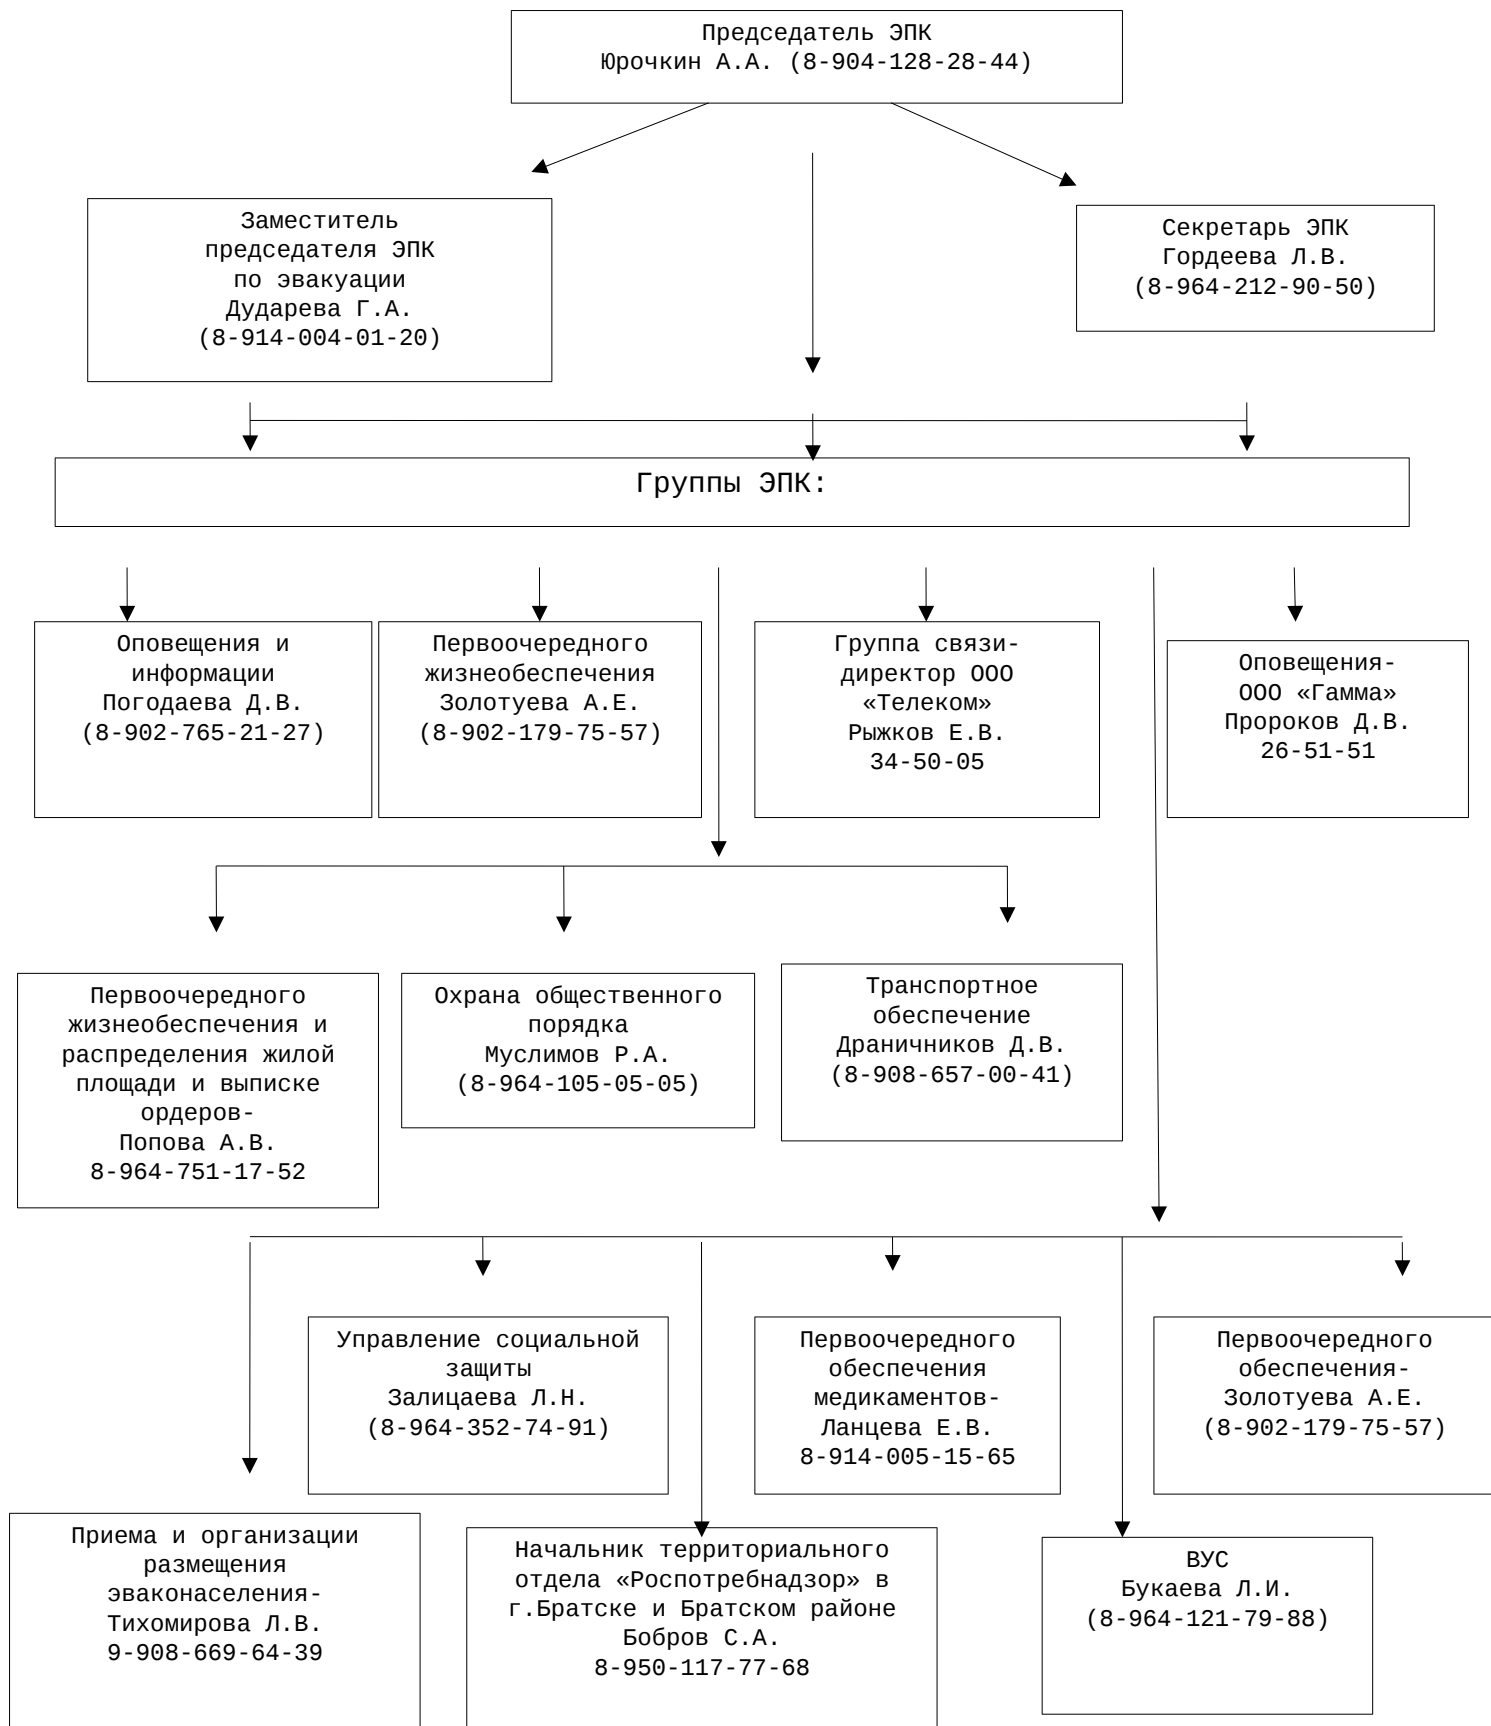 Председатель ЭПК
Юрочкин А.А. (8-904-128-28-44)
Заместитель
председателя ЭПК
по эвакуации
Дударева Г.А.
(8-914-004-01-20)
Секретарь ЭПК
Гордеева Л.В.
(8-964-212-90-50)
Группы ЭПК:
Оповещения и
информации
Погодаева Д.В.
(8-902-765-21-27)
Первоочередного
жизнеобеспечения
Золотуева А.Е.
(8-902-179-75-57)
Группа связи-
директор ООО
«Телеком»
Рыжков Е.В.
34-50-05
Оповещения-
ООО «Гамма»
Пророков Д.В.
26-51-51
Первоочередного
жизнеобеспечения и
распределения жилой
площади и выписке
ордеров-
Попова А.В.
8-964-751-17-52
Охрана общественного
порядка
Муслимов Р.А.
(8-964-105-05-05)
Транспортное
обеспечение
Драничников Д.В.
(8-908-657-00-41)
Управление социальной
защиты
Залицаева Л.Н.
(8-964-352-74-91)
Первоочередного
обеспечения
медикаментов-
Ланцева Е.В.
8-914-005-15-65
Первоочередного
обеспечения-
Золотуева А.Е.
(8-902-179-75-57)
Приема и организации
размещения
эваконаселения-
Тихомирова Л.В.
9-908-669-64-39
Начальник территориального
отдела «Роспотребнадзор» в
г.Братске и Братском районе
Бобров С.А.
8-950-117-77-68
ВУС
Букаева Л.И.
(8-964-121-79-88)